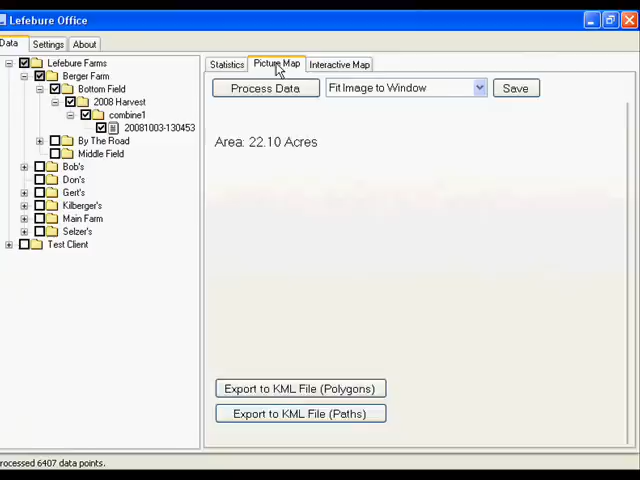 Lefebure Office
Data Settings About
Lefebure Farms
Berger Farm
Bottom Field
2008 Harvest
combine1
20081003-130453
By The Road
Middle Field
Bob's
Don's
Gert's
Kilberger's
Main Farm
Selzer's
Test Client
Statistics Picture Map Interactive Map
Process Data Fit Image to Window Save
Area: 22.10 Acres
Export to KML File (Polygons)
Export to KML File (Paths)
rocessed 6407 data points.